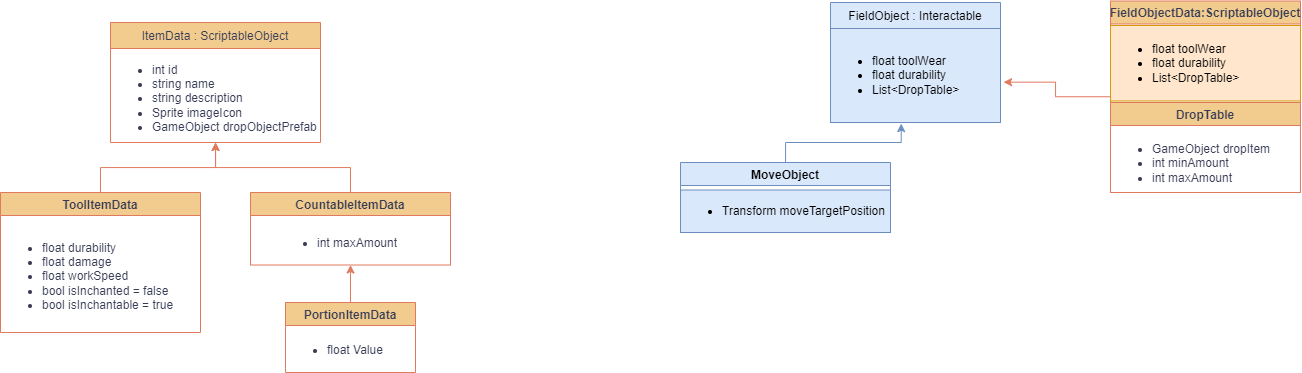 ItemData : ScriptableObject
int id
string name
string description
Sprite imageIcon
GameObject dropObjectPrefab
ToolItemData
float durability
float damage
float workSpeed
bool isInchanted = false
bool isInchantable = true
CountableItemData
int maxAmount
PortionItemData
float Value
FieldObject : Interactable
float toolWear
float durability
List<DropTable>
MoveObject
Transform moveTargetPosition
FieldObjectData:ScriptableObject
float toolWear
float durability
List<DropTable>
DropTable
GameObject dropItem
int minAmount
int maxAmount